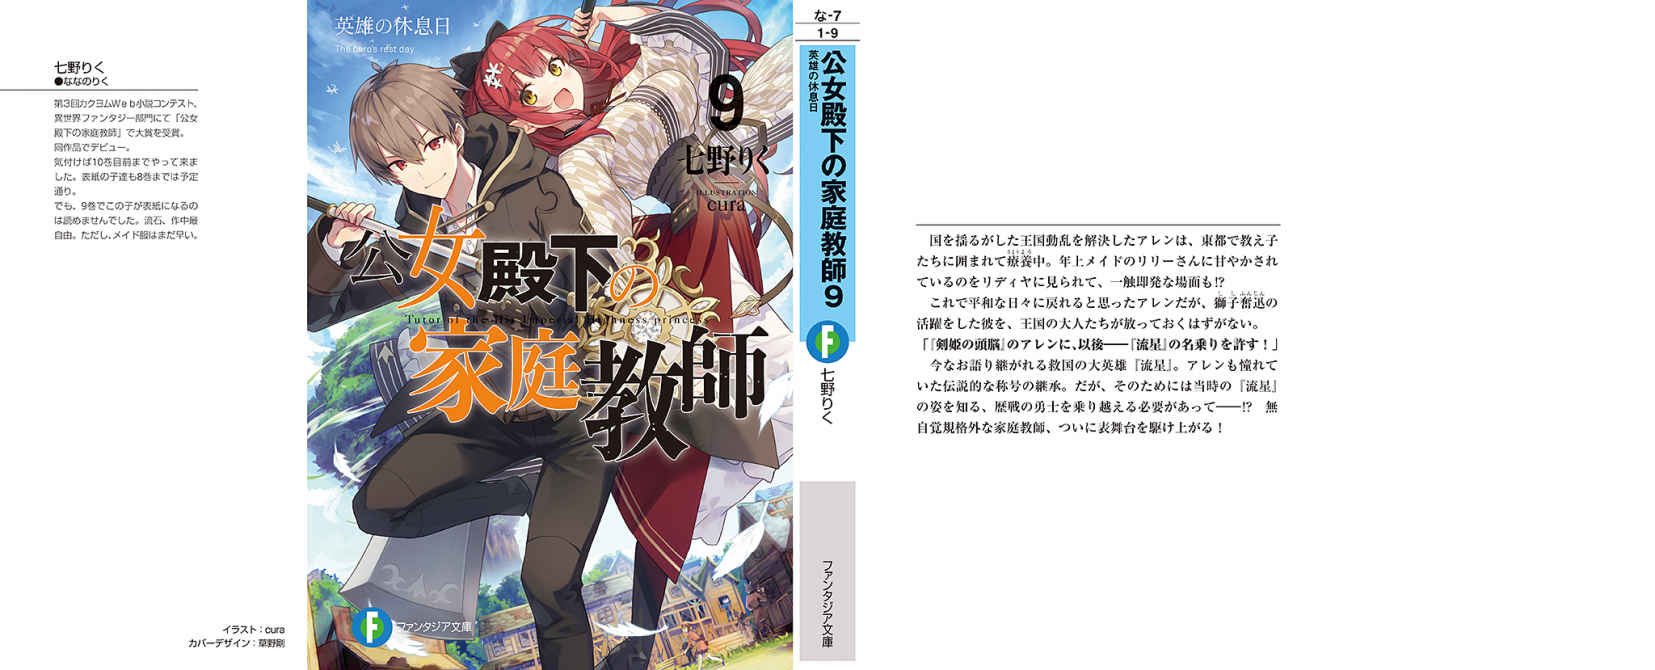 七野りく
●ななのりく
第3回カクヨムWeb小説コンテスト、
異世界ファンタジー部門にて「公女
殿下の家庭教師」で大賞を受賞。
同作品でデビュー。
気付けば10巻目前までやって来ま
した。表紙の子達も8巻までは予定
通り。
でも、9巻でこの子が表紙になるの
は読めませんでした。流石、作中最
自由。ただし、メイド服はまだ早い。
イラスト：cura
カバーデザイン：草野剛
英雄の休息日
The hero's rest day
9
七野りく
ILLUSTRATION
cura
公女殿下の
Tutor of the His Imperial Highness princess
家庭教師
F
ファンタジア文庫
な-7
1-9
公女殿下の家庭教師9
英雄の休息日
F
七野りく
ファンタジア文庫
国を揺るがした王国動乱を解決したアレンは、東都で教え子
たちに囲まれて療養中。年上メイドのリリーさんに甘やかされ
ているのをリディヤに見られて、一触即発な場面も!?
これで平和な日々に戻れると思ったアレンだが、獅子奮迅の
活躍をした彼を、王国の大人たちが放っておくはずがない。
「『剣姫の頭脳』のアレンに、以後――『流星』の名乗りを許す！」
今なお語り継がれる救国の大英雄『流星』。アレンも憧れて
いた伝説的な称号の継承。だが、そのためには当時の『流星』
の姿を知る、歴戦の勇士を乗り越える必要があって――!?　無
自覚規格外な家庭教師、ついに表舞台を駆け上がる！